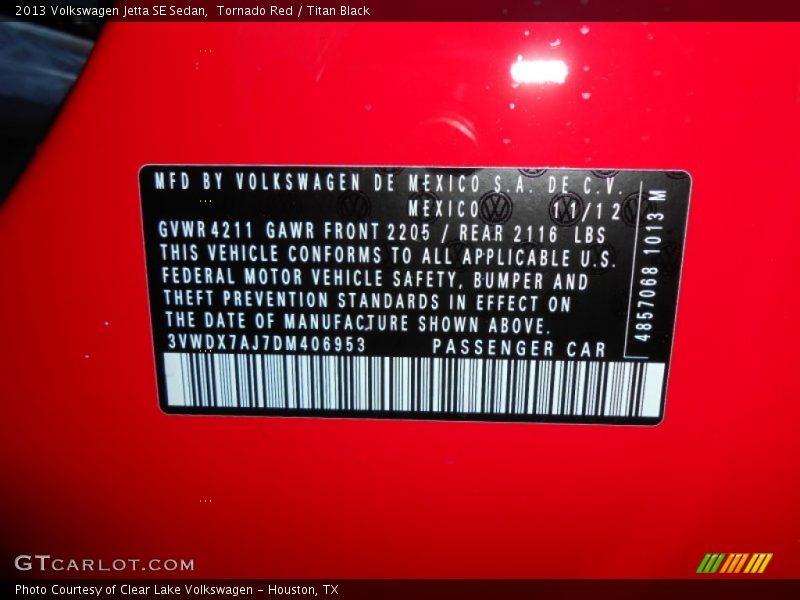 2013 Volkswagen Jetta SE Sedan,  Tornado Red / Titan Black
MFD BY VOLKSWAGEN DE MEXICO S.A. DE C.V.
MEXICO 11/12
GVWR 4211 GAWR FRONT 2205 / REAR 2116 LBS
THIS VEHICLE CONFORMS TO ALL APPLICABLE U.S.
FEDERAL MOTOR VEHICLE SAFETY, BUMPER AND
THEFT PREVENTION STANDARDS IN EFFECT ON
THE DATE OF MANUFACTURE SHOWN ABOVE.
3VWDX7AJ7DM406953 PASSENGER CAR
4857068 1013 M
GTCARLOT.COM
Photo Courtesy of Clear Lake Volkswagen – Houston, TX